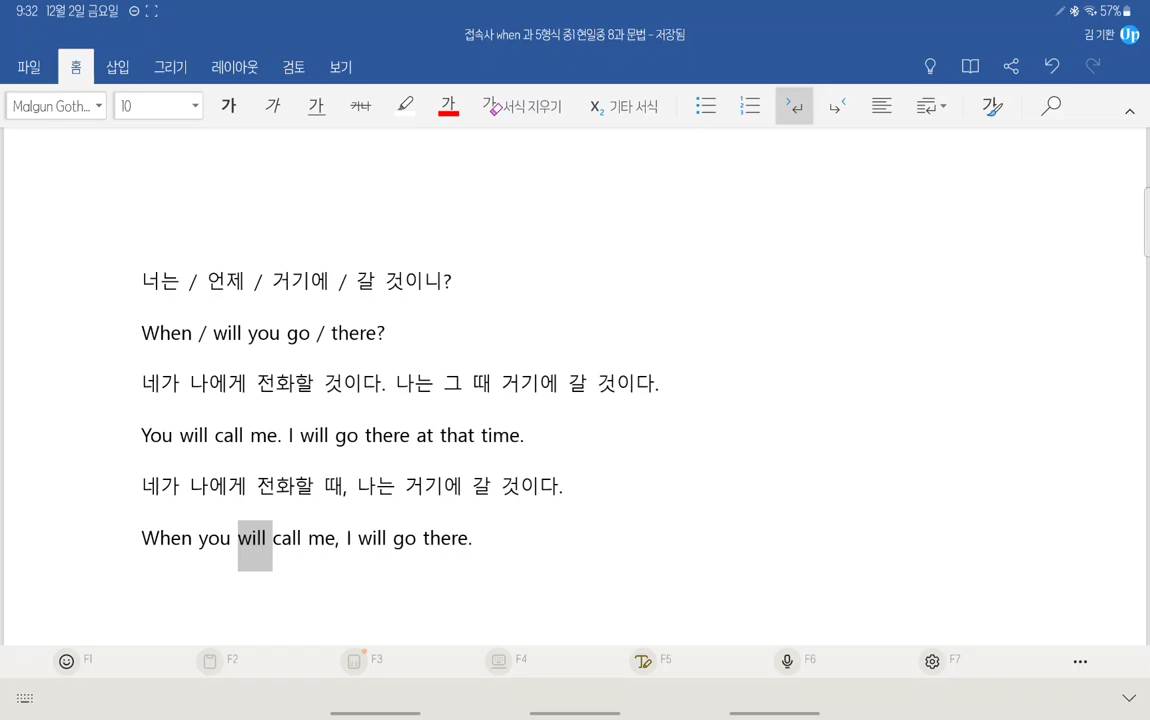 9:32 12월 2일 금요일
57%
접속사 when 과 5형식 중1 현일중 8과 문법 – 저장됨
김 기환 Up
파일 홈 삽입 그리기 레이아웃 검토 보기
Malgun Goth... 10 가 가 가 가나 가 가 서식 지우기 X₂ 기타 서식 가
너는 / 언제 / 거기에 / 갈 것이니?
When / will you go / there?
네가 나에게 전화할 것이다. 나는 그 때 거기에 갈 것이다.
You will call me. I will go there at that time.
네가 나에게 전화할 때, 나는 거기에 갈 것이다.
When you will call me, I will go there.
F1 F2 F3 F4 F5 F6 F7